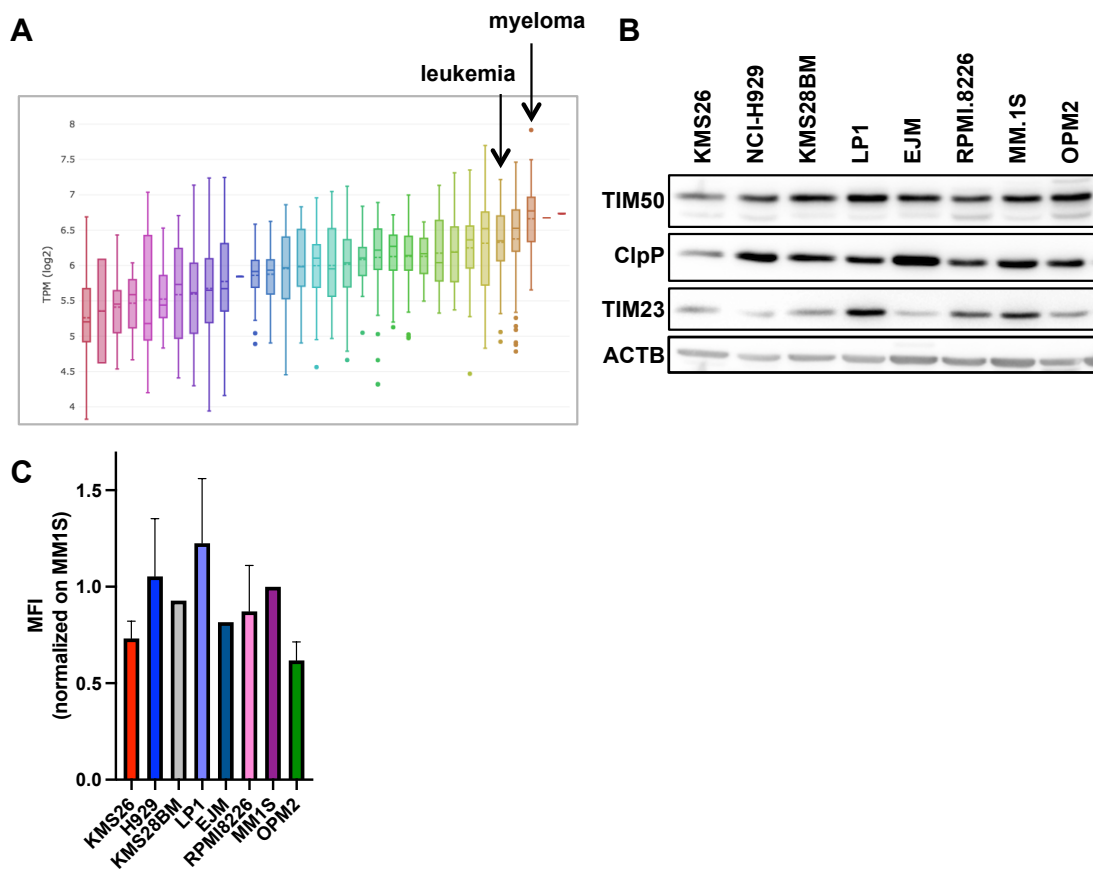 A
myeloma
leukemia
8
7.5
7
6.5
6
5.5
5
4.5
4
TPM (log2)
B
KMS26
NCI-H929
KMS28BM
LP1
EJM
RPMI.8226
MM.1S
OPM2
TIM50
ClpP
TIM23
ACTB
C
1.5
1.0
0.5
0.0
MFI
(normalized on MM1S)
KMS26
H929
KMS28BM
LP1
EJM
RPMI8226
MM1S
OPM2